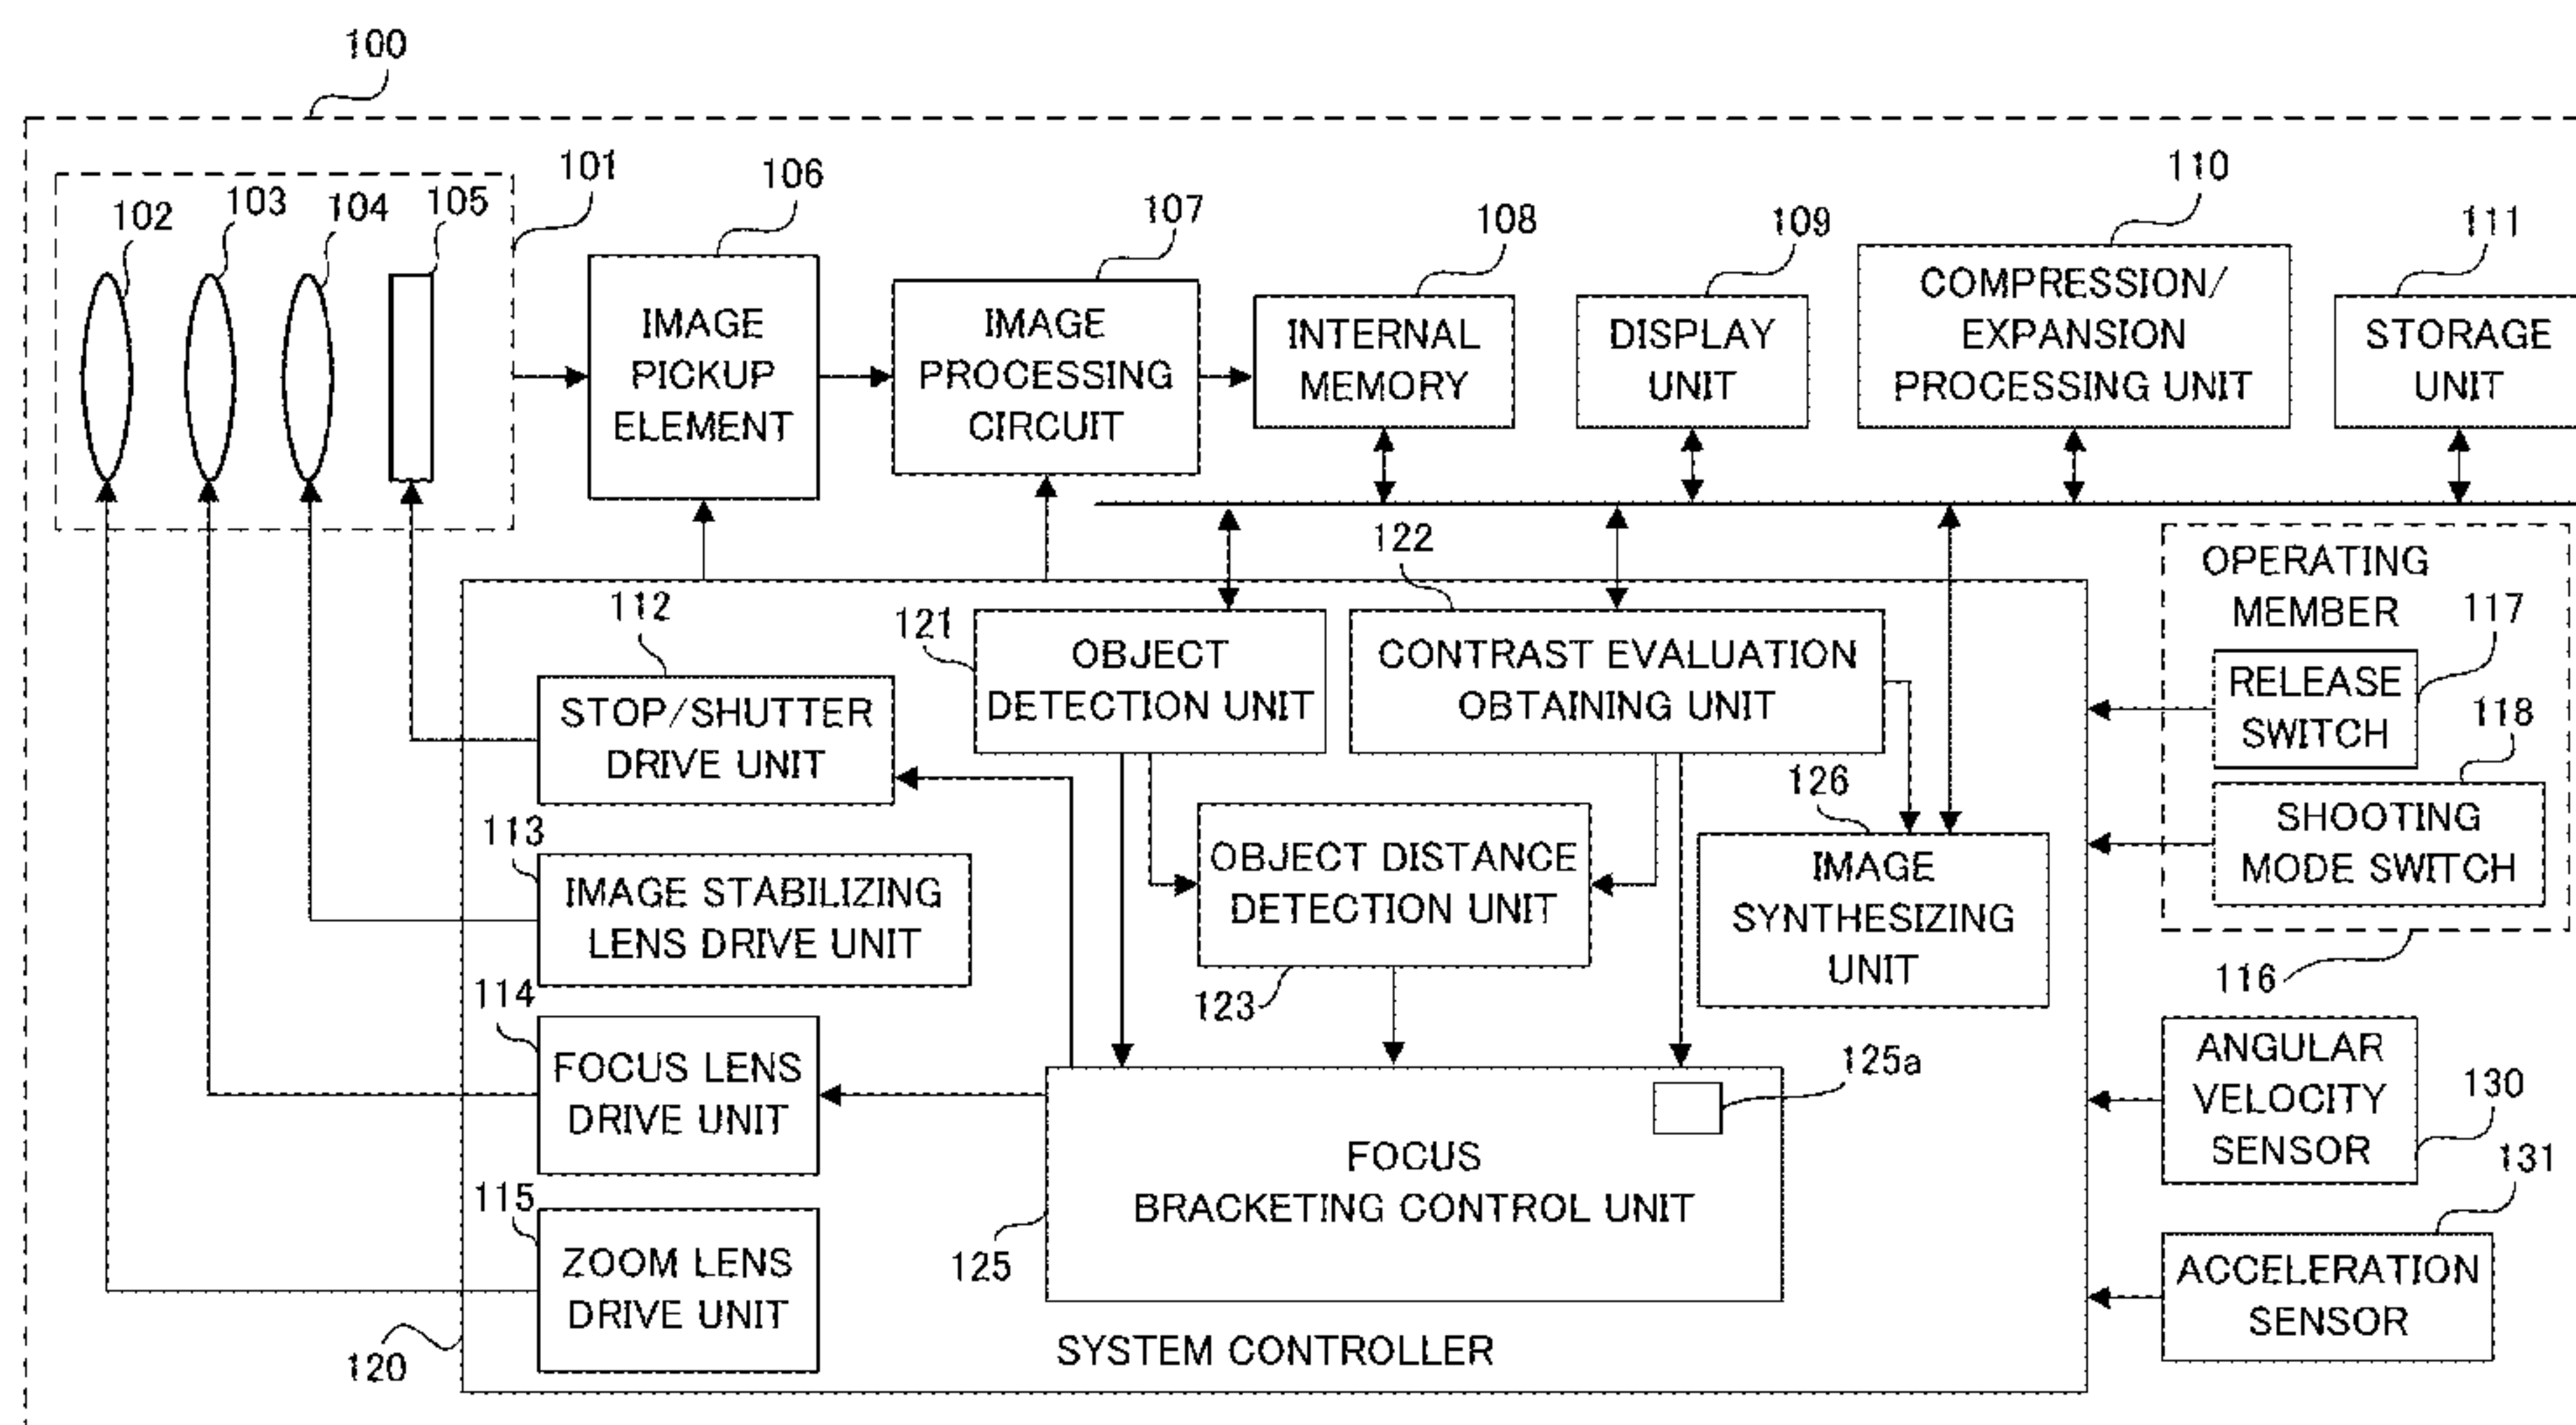 100
101
102
103
104
105
106
107
108
109
110
111
IMAGE
PICKUP
ELEMENT
IMAGE
PROCESSING
CIRCUIT
INTERNAL
MEMORY
DISPLAY
UNIT
COMPRESSION/
EXPANSION
PROCESSING UNIT
STORAGE
UNIT
112
STOP/SHUTTER
DRIVE UNIT
121
OBJECT
DETECTION UNIT
122
CONTRAST EVALUATION
OBTAINING UNIT
OPERATING
MEMBER
117
RELEASE
SWITCH
118
SHOOTING
MODE SWITCH
116
113
IMAGE STABILIZING
LENS DRIVE UNIT
OBJECT DISTANCE
DETECTION UNIT
123
126
IMAGE
SYNTHESIZING
UNIT
114
FOCUS LENS
DRIVE UNIT
125a
FOCUS
BRACKETING CONTROL UNIT
125
ANGULAR
VELOCITY
SENSOR
130
115
ZOOM LENS
DRIVE UNIT
131
ACCELERATION
SENSOR
120
SYSTEM CONTROLLER